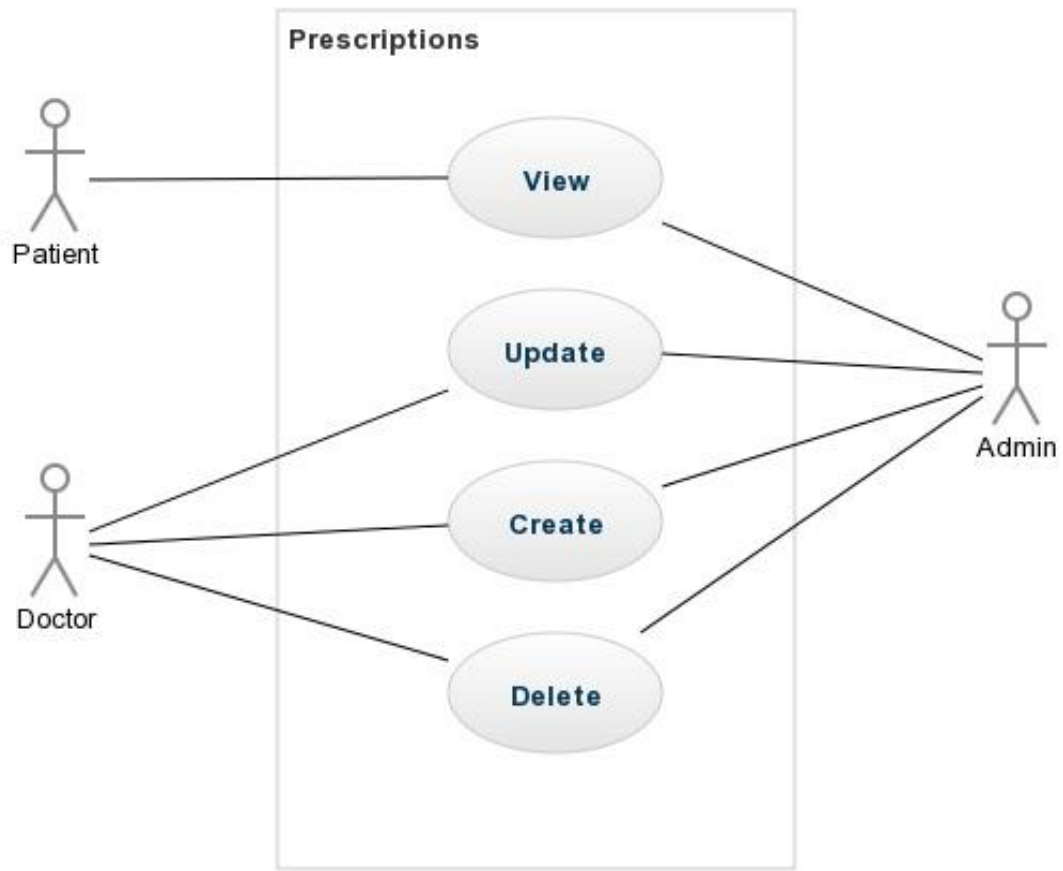 Prescriptions
View
Patient
Update
Admin
Create
Doctor
Delete